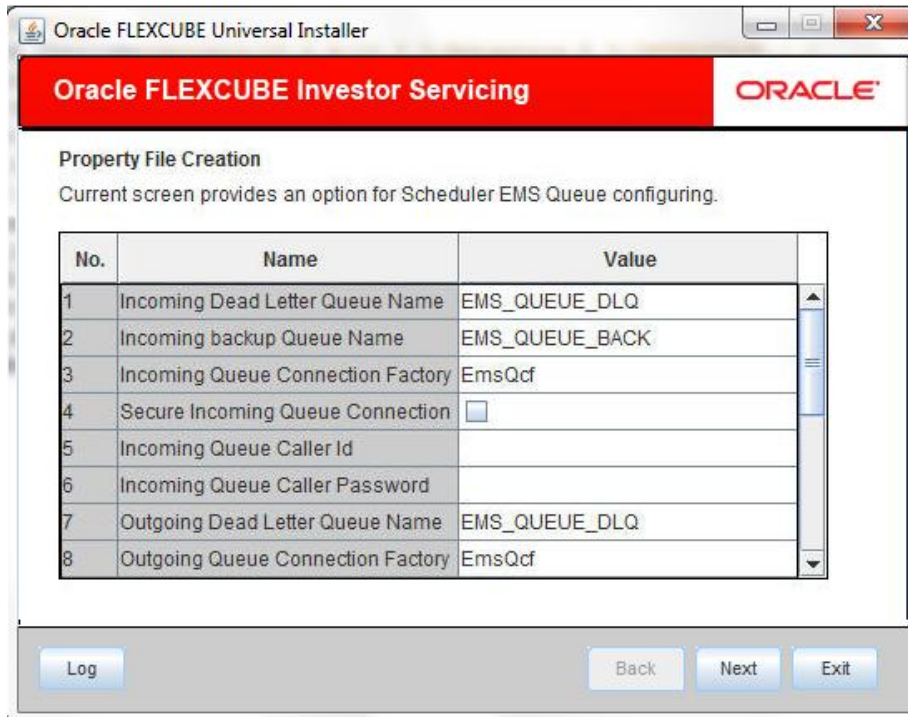 Oracle FLEXCUBE Universal Installer
Oracle FLEXCUBE Investor Servicing
ORACLE
Property File Creation
Current screen provides an option for Scheduler EMS Queue configuring.
No. Name Value
1 Incoming Dead Letter Queue Name EMS_QUEUE_DLQ
2 Incoming backup Queue Name EMS_QUEUE_BACK
3 Incoming Queue Connection Factory EmsQcf
4 Secure Incoming Queue Connection
5 Incoming Queue Caller Id
6 Incoming Queue Caller Password
7 Outgoing Dead Letter Queue Name EMS_QUEUE_DLQ
8 Outgoing Queue Connection Factory EmsQcf
Log Back Next Exit